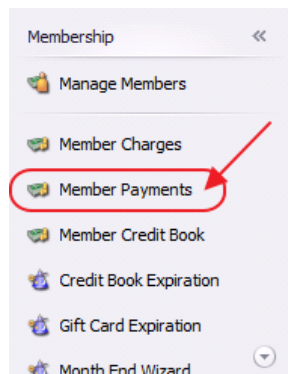 Membership
Manage Members
Member Charges
Member Payments
Member Credit Book
Credit Book Expiration
Gift Card Expiration
Month End Wizard